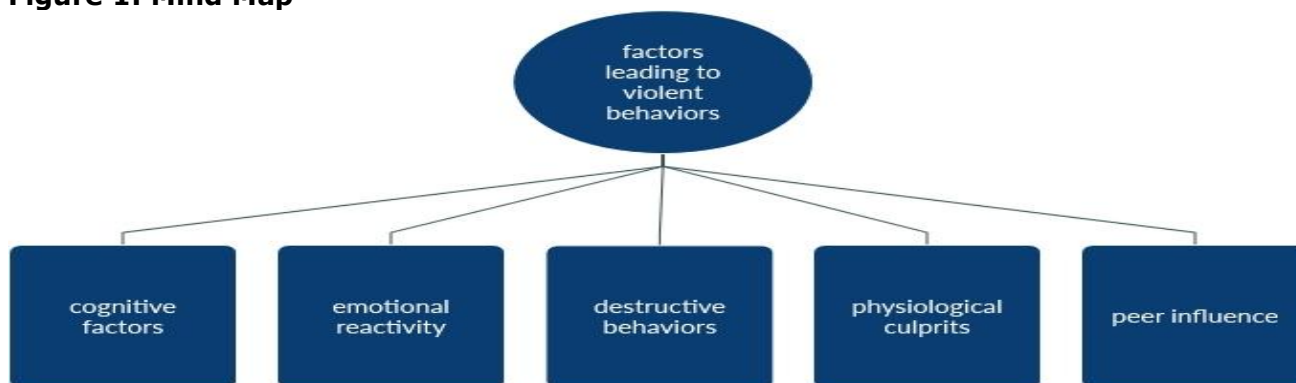 Figure 1. Mind Map
factors
leading to
violent
behaviors
cognitive
factors
emotional
reactivity
destructive
behaviors
physiological
culprits
peer influence